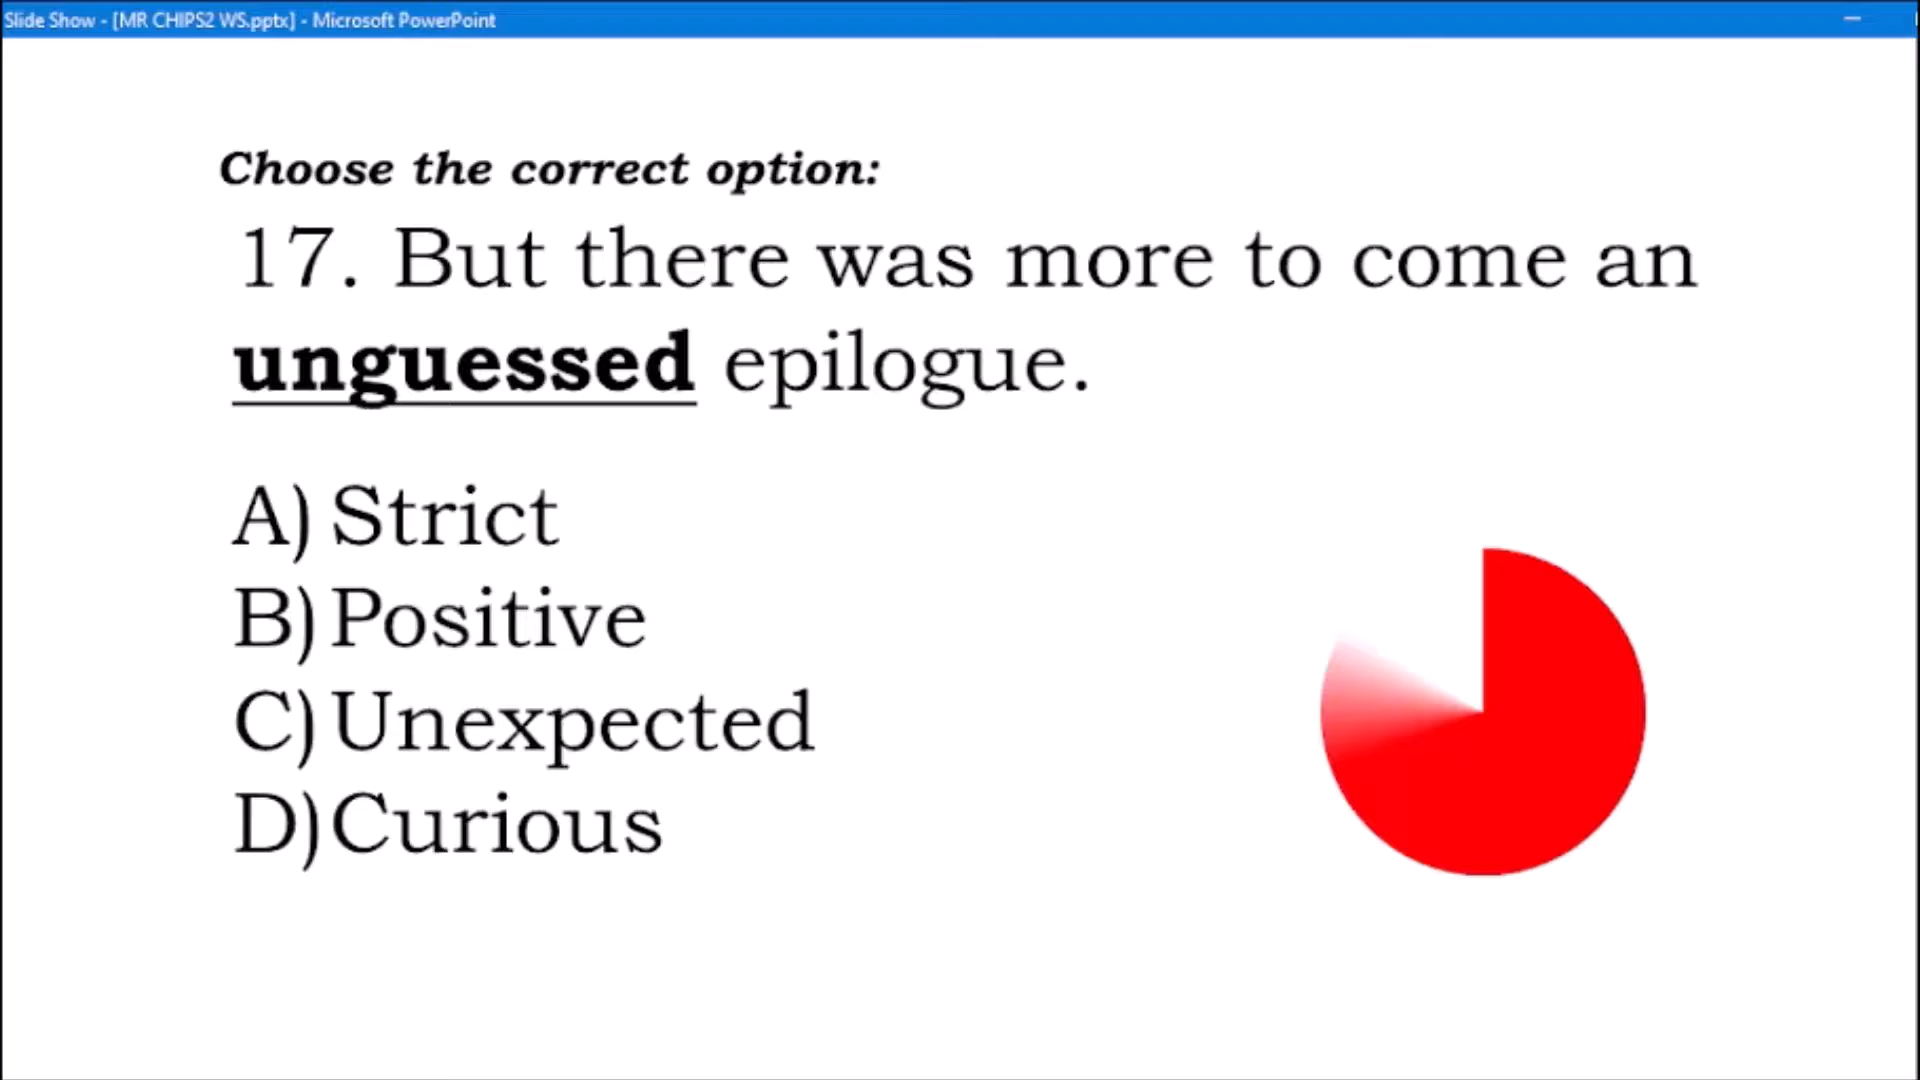 Slide Show - [MR CHIPS2 WS.pptx] - Microsoft PowerPoint
Choose the correct option:
17. But there was more to come an
unguessed epilogue.
A) Strict
B) Positive
C) Unexpected
D) Curious